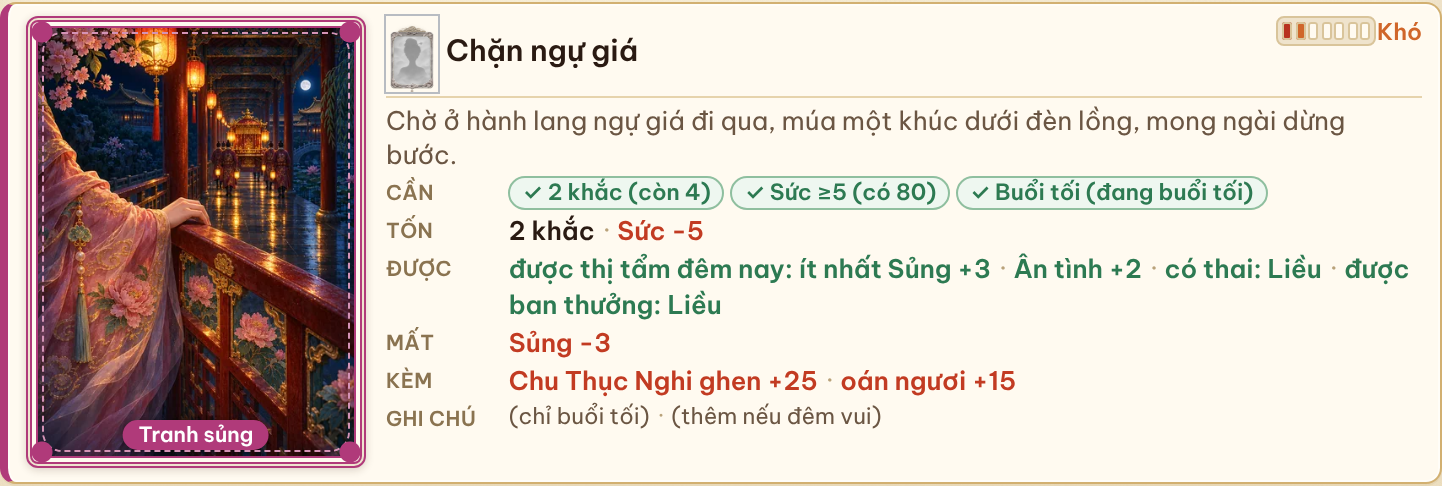 Chặn ngự giá
Khó
Chờ ở hành lang ngự giá đi qua, múa một khúc dưới đèn lồng, mong ngài dừng
bước.
CẦN ✓ 2 khắc (còn 4) ✓ Sức ≥5 (có 80) ✓ Buổi tối (đang buổi tối)
TỐN 2 khắc · Sức -5
ĐƯỢC được thị tẩm đêm nay: ít nhất Sủng +3 · Ân tình +2 · có thai: Liều · được
ban thưởng: Liều
MẤT Sủng -3
KÈM Chu Thục Nghi ghen +25 · oán ngươi +15
GHI CHÚ (chỉ buổi tối) · (thêm nếu đêm vui)
Tranh sủng